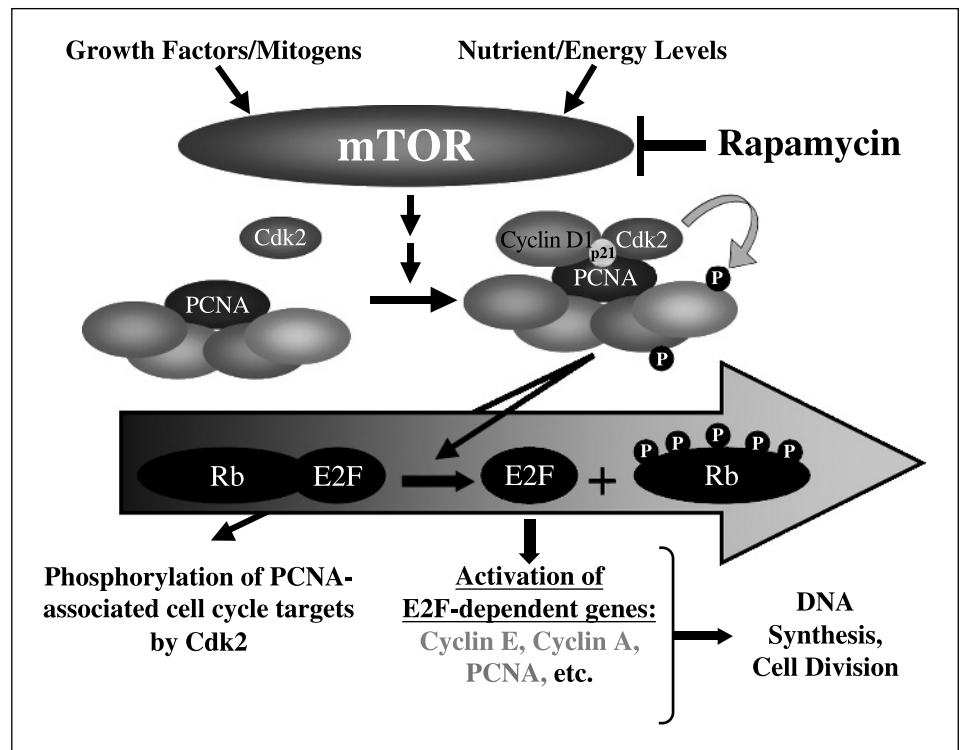 Growth Factors/Mitogens
Nutrient/Energy Levels
mTOR
Rapamycin
Cdk2
PCNA
Cyclin D1
p21
Cdk2
PCNA
P
P
Rb
E2F
E2F
+
P
P
P
P
P
Rb
Phosphorylation of PCNA-
associated cell cycle targets
by Cdk2
Activation of
E2F-dependent genes:
Cyclin E, Cyclin A,
PCNA, etc.
DNA
Synthesis,
Cell Division